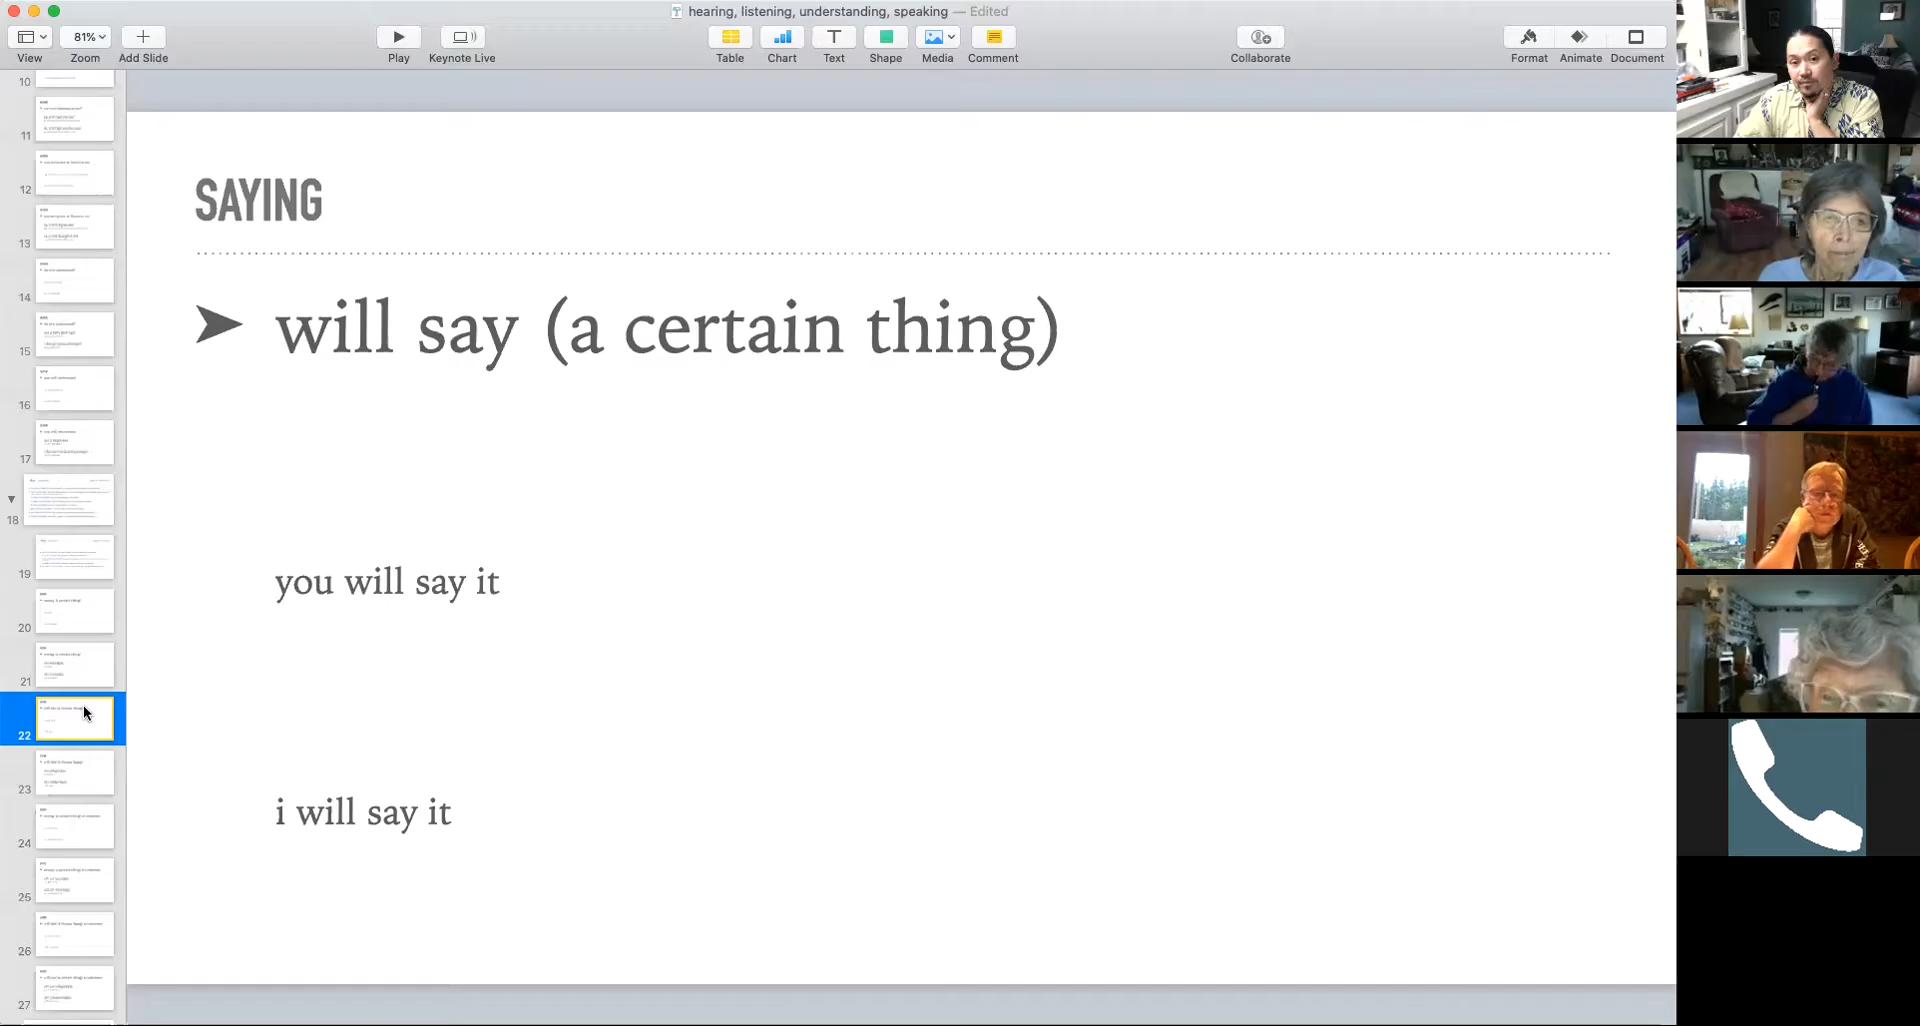 hearing, listening, understanding, speaking — Edited
81%
View
Zoom
Add Slide
Play
Keynote Live
Table
Chart
Text
Shape
Media
Comment
Collaborate
Format
Animate
Document
10
11
12
13
14
15
16
17
18
19
20
21
22
23
24
25
26
27
SAYING
➤ will say (a certain thing)
you will say it
i will say it